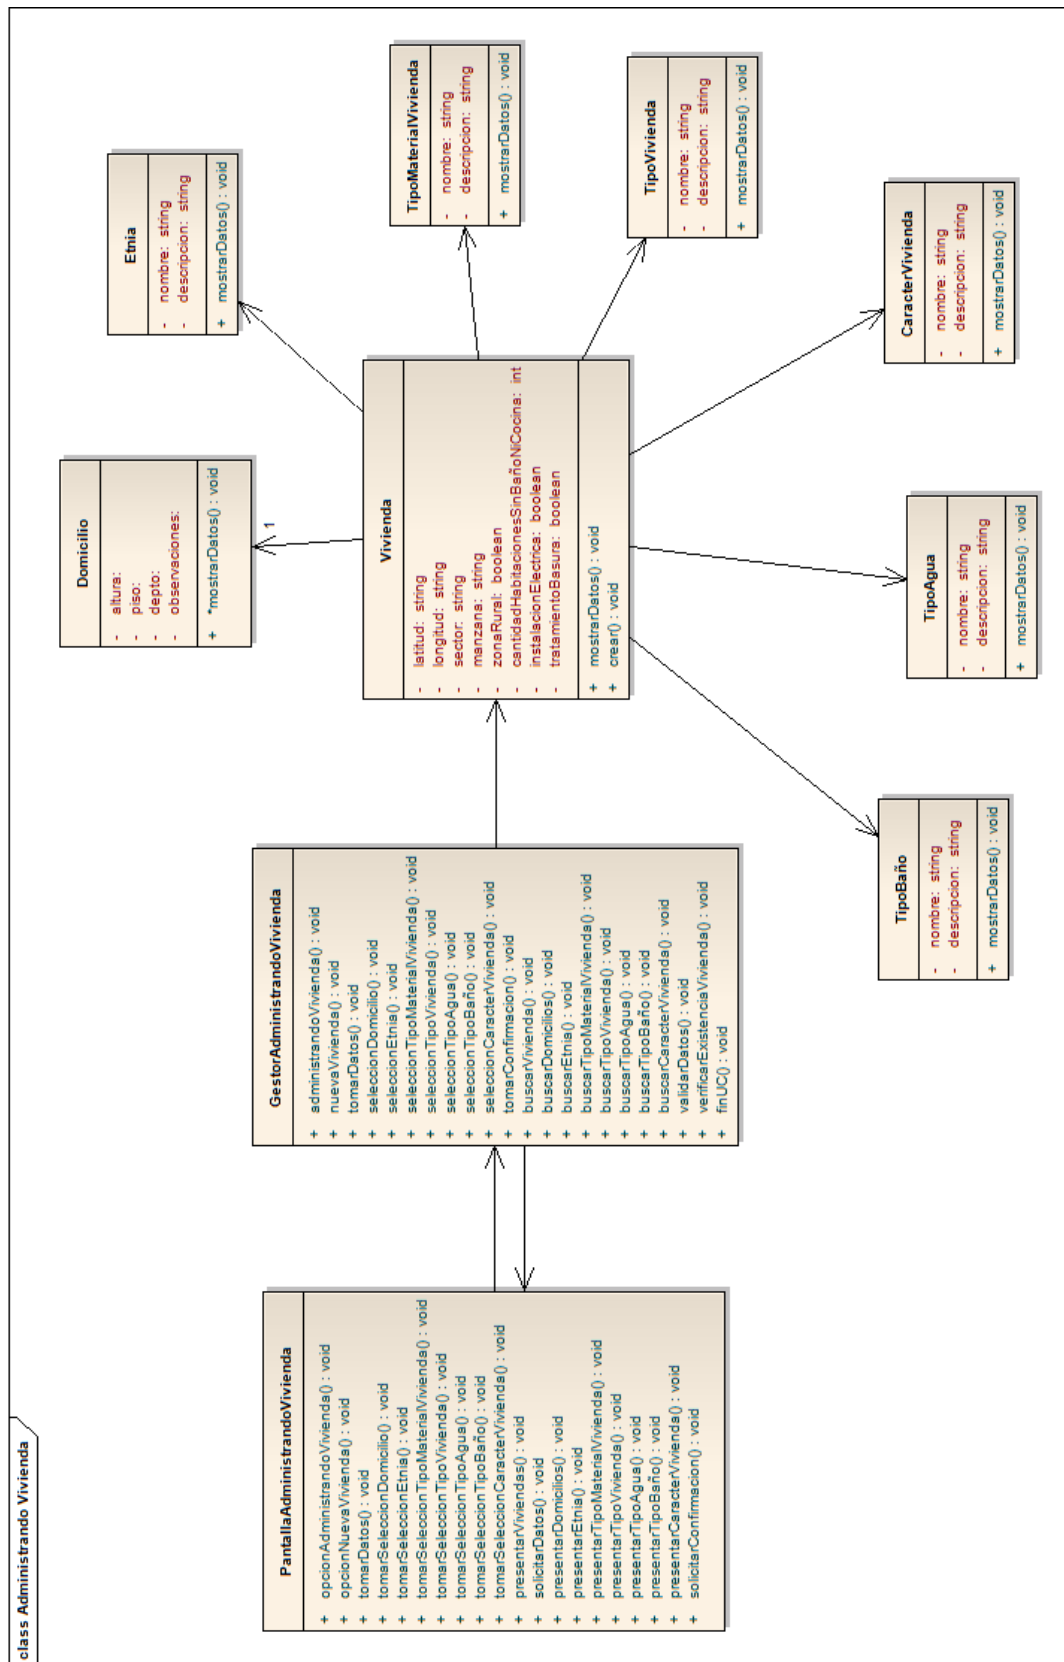 class Administrando Vivienda
PantallaAdministrandoVivienda
+ opcionAdministrandoVivienda() : void
+ opcionNuevaVivienda() : void
+ tomarDatos() : void
+ tomarSeleccionDomicilio() : void
+ tomarSeleccionEtnia() : void
+ tomarSeleccionTipoMaterialVivienda() : void
+ tomarSeleccionTipoVivienda() : void
+ tomarSeleccionTipoAgua() : void
+ tomarSeleccionTipoBaño() : void
+ tomarSeleccionCaracterVivienda() : void
+ presentarViviendas() : void
+ solicitarDatos() : void
+ presentarDomicilios() : void
+ presentarEtnia() : void
+ presentarTipoMaterialVivienda() : void
+ presentarTipoVivienda() : void
+ presentarTipoAgua() : void
+ presentarTipoBaño() : void
+ presentarCaracterVivienda() : void
+ solicitarConfirmacion() : void
GestorAdministrandoVivienda
+ administrandoVivienda() : void
+ nuevaVivienda() : void
+ tomarDatos() : void
+ seleccionDomicilio() : void
+ seleccionEtnia() : void
+ seleccionTipoMaterialVivienda() : void
+ seleccionTipoVivienda() : void
+ seleccionTipoAgua() : void
+ seleccionTipoBaño() : void
+ seleccionCaracterVivienda() : void
+ tomarConfirmacion() : void
+ buscarVivienda() : void
+ buscarDomicilios() : void
+ buscarEtnia() : void
+ buscarTipoMaterialVivienda() : void
+ buscarTipoVivienda() : void
+ buscarTipoAgua() : void
+ buscarTipoBaño() : void
+ buscarCaracterVivienda() : void
+ validarDatos() : void
+ verificarExistenciaVivienda() : void
+ finUC() : void
Vivienda
- latitud: string
- longitud: string
- sector: string
- manzana: string
- zonaRural: boolean
- cantidadHabitacionesSinBañoNiCocina: int
- instalacionElectrica: boolean
- tratamientoBasura: boolean
+ mostrarDatos() : void
+ crear() : void
Domicilio
- altura:
- piso:
- depto:
- observaciones:
+ *mostrarDatos() : void
1
Etnia
- nombre: string
- descripcion: string
+ mostrarDatos() : void
TipoMaterialVivienda
- nombre: string
- descripcion: string
+ mostrarDatos() : void
TipoVivienda
- nombre: string
- descripcion: string
+ mostrarDatos() : void
CaracterVivienda
- nombre: string
- descripcion: string
+ mostrarDatos() : void
TipoAgua
- nombre: string
- descripcion: string
+ mostrarDatos() : void
TipoBaño
- nombre: string
- descripcion: string
+ mostrarDatos() : void